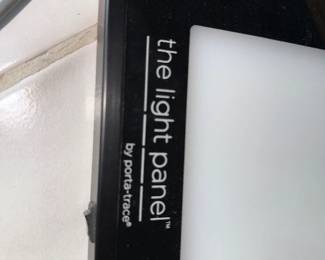 the light panel™
by porta-trace®